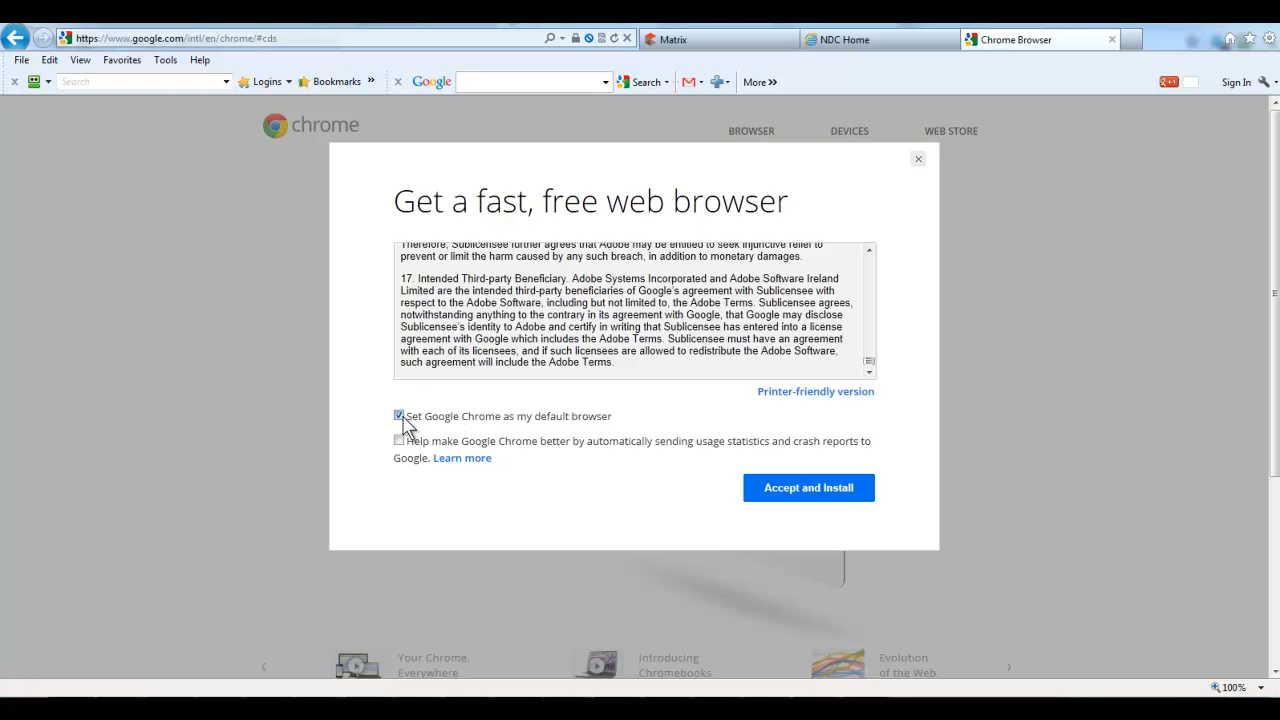 https://www.google.com/intl/en/chrome/#cds
Matrix
NDC Home
Chrome Browser
File Edit View Favorites Tools Help
Search
Logins
Bookmarks
Google
Search
More »
+1
Sign In
chrome
BROWSER DEVICES WEB STORE
Get a fast, free web browser
Therefore, Sublicensee further agrees that Adobe may be entitled to seek injunctive relief to
prevent or limit the harm caused by any such breach, in addition to monetary damages.
17. Intended Third-party Beneficiary. Adobe Systems Incorporated and Adobe Software Ireland
Limited are the intended third-party beneficiaries of Google's agreement with Sublicensee with
respect to the Adobe Software, including but not limited to, the Adobe Terms. Sublicensee agrees,
notwithstanding anything to the contrary in its agreement with Google, that Google may disclose
Sublicensee's identity to Adobe and certify in writing that Sublicensee has entered into a license
agreement with Google which includes the Adobe Terms. Sublicensee must have an agreement
with each of its licensees, and if such licensees are allowed to redistribute the Adobe Software,
such agreement will include the Adobe Terms.
Printer-friendly version
Set Google Chrome as my default browser
Help make Google Chrome better by automatically sending usage statistics and crash reports to
Google. Learn more
Accept and Install
Your Chrome.
Everywhere
Introducing
Chromebooks
Evolution
of the Web
100%